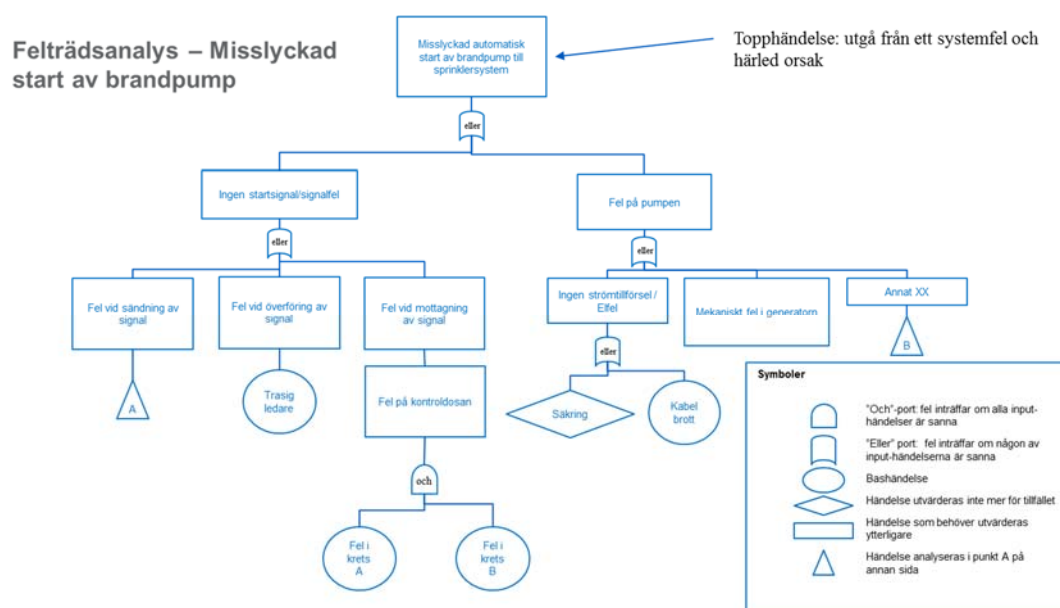 Felträdsanalys – Misslyckad
start av brandpump
Misslyckad automatisk
start av brandpump till
sprinklersystem
Topphändelse: utgå från ett systemfel och
härled orsak
eller
Ingen startsignal/signalfel
Fel på pumpen
eller
eller
Fel vid sändning av
signal
Fel vid överföring av
signal
Fel vid mottagning
av signal
Ingen strömtillförsel /
Elfel
Mekaniskt fel i generatorn
Annat XX
A
Trasig
ledare
Fel på kontroldosan
eller
B
Säkring
Kabel
brott
och
Fel i
krets
A
Fel i
krets
B
Symboler
"Och"-port: fel inträffar om alla input-
händelser är sanna
"Eller" port: fel inträffar om någon av
input-händelserna är sanna
Bashändelse
Händelse utvärderas inte mer för tillfället
Händelse som behöver utvärderas
ytterligare
Händelse analyseras i punkt A på
annan sida